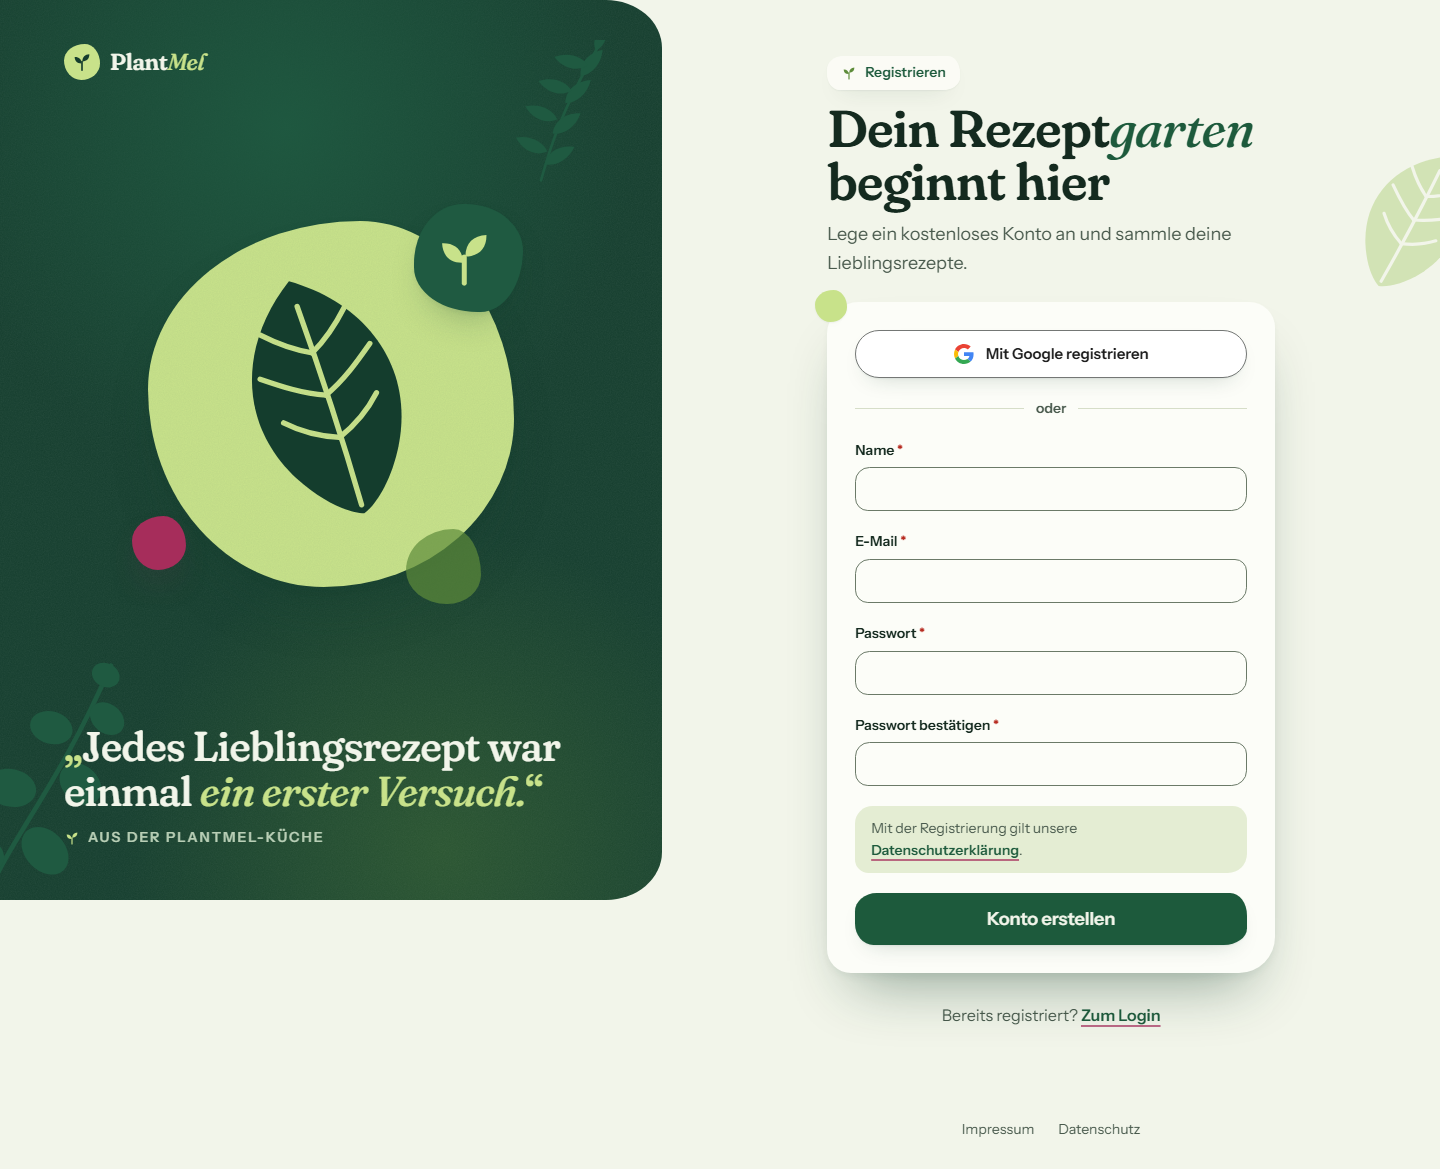 PlantMel
„Jedes Lieblingsrezept war
einmal ein erster Versuch.“
AUS DER PLANTMEL-KÜCHE
Registrieren
Dein Rezeptgarten
beginnt hier
Lege ein kostenloses Konto an und sammle deine
Lieblingsrezepte.
Mit Google registrieren
oder
Name *
E-Mail *
Passwort *
Passwort bestätigen *
Mit der Registrierung gilt unsere
Datenschutzerklärung.
Konto erstellen
Bereits registriert? Zum Login
Impressum Datenschutz